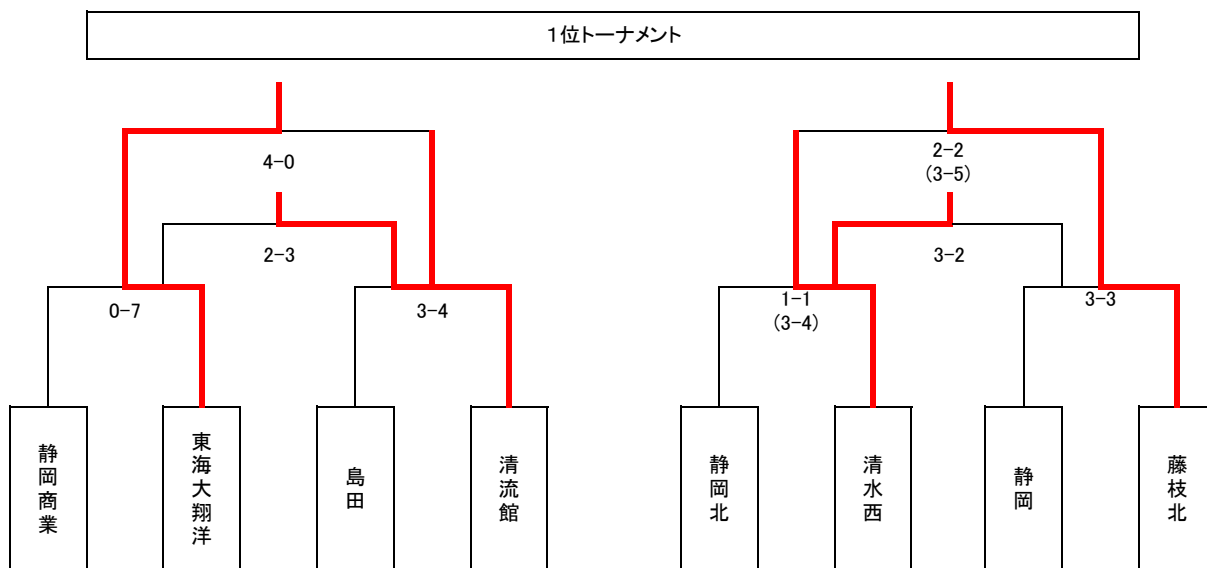 1位トーナメント
4-0
2-2
(3-5)
2-3
3-2
0-7
3-4
1-1
(3-4)
3-3
静岡商業
東海大翔洋
島田
清流館
静岡北
清水西
静岡
藤枝北